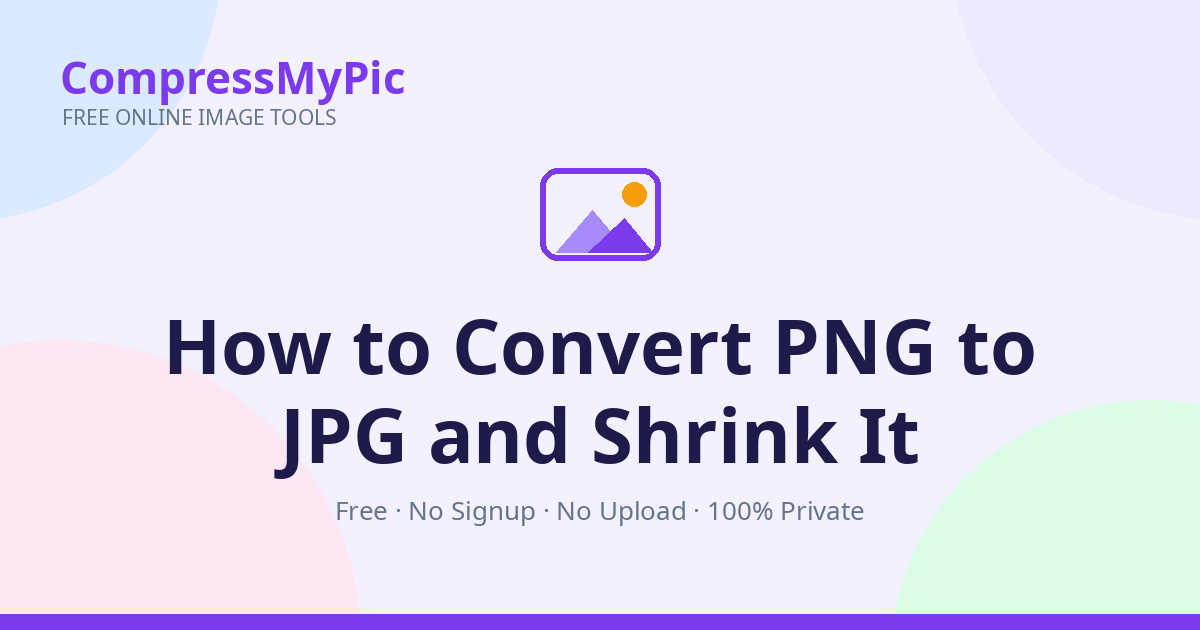 CompressMyPic
FREE ONLINE IMAGE TOOLS
How to Convert PNG to
JPG and Shrink It
Free · No Signup · No Upload · 100% Private